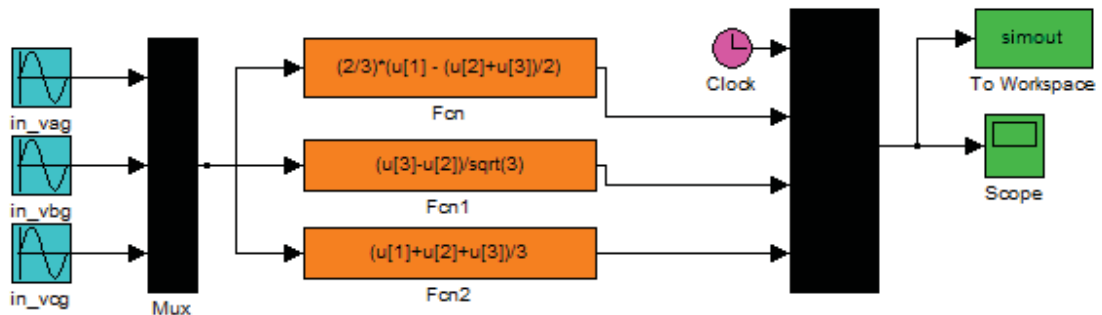 in_vag
in_vbg
in_vcg
Mux
(2/3)*(u[1] - (u[2]+u[3])/2)
Fcn
(u[3]-u[2])/sqrt(3)
Fcn1
(u[1]+u[2]+u[3])/3
Fcn2
Clock
simout
To Workspace
Scope